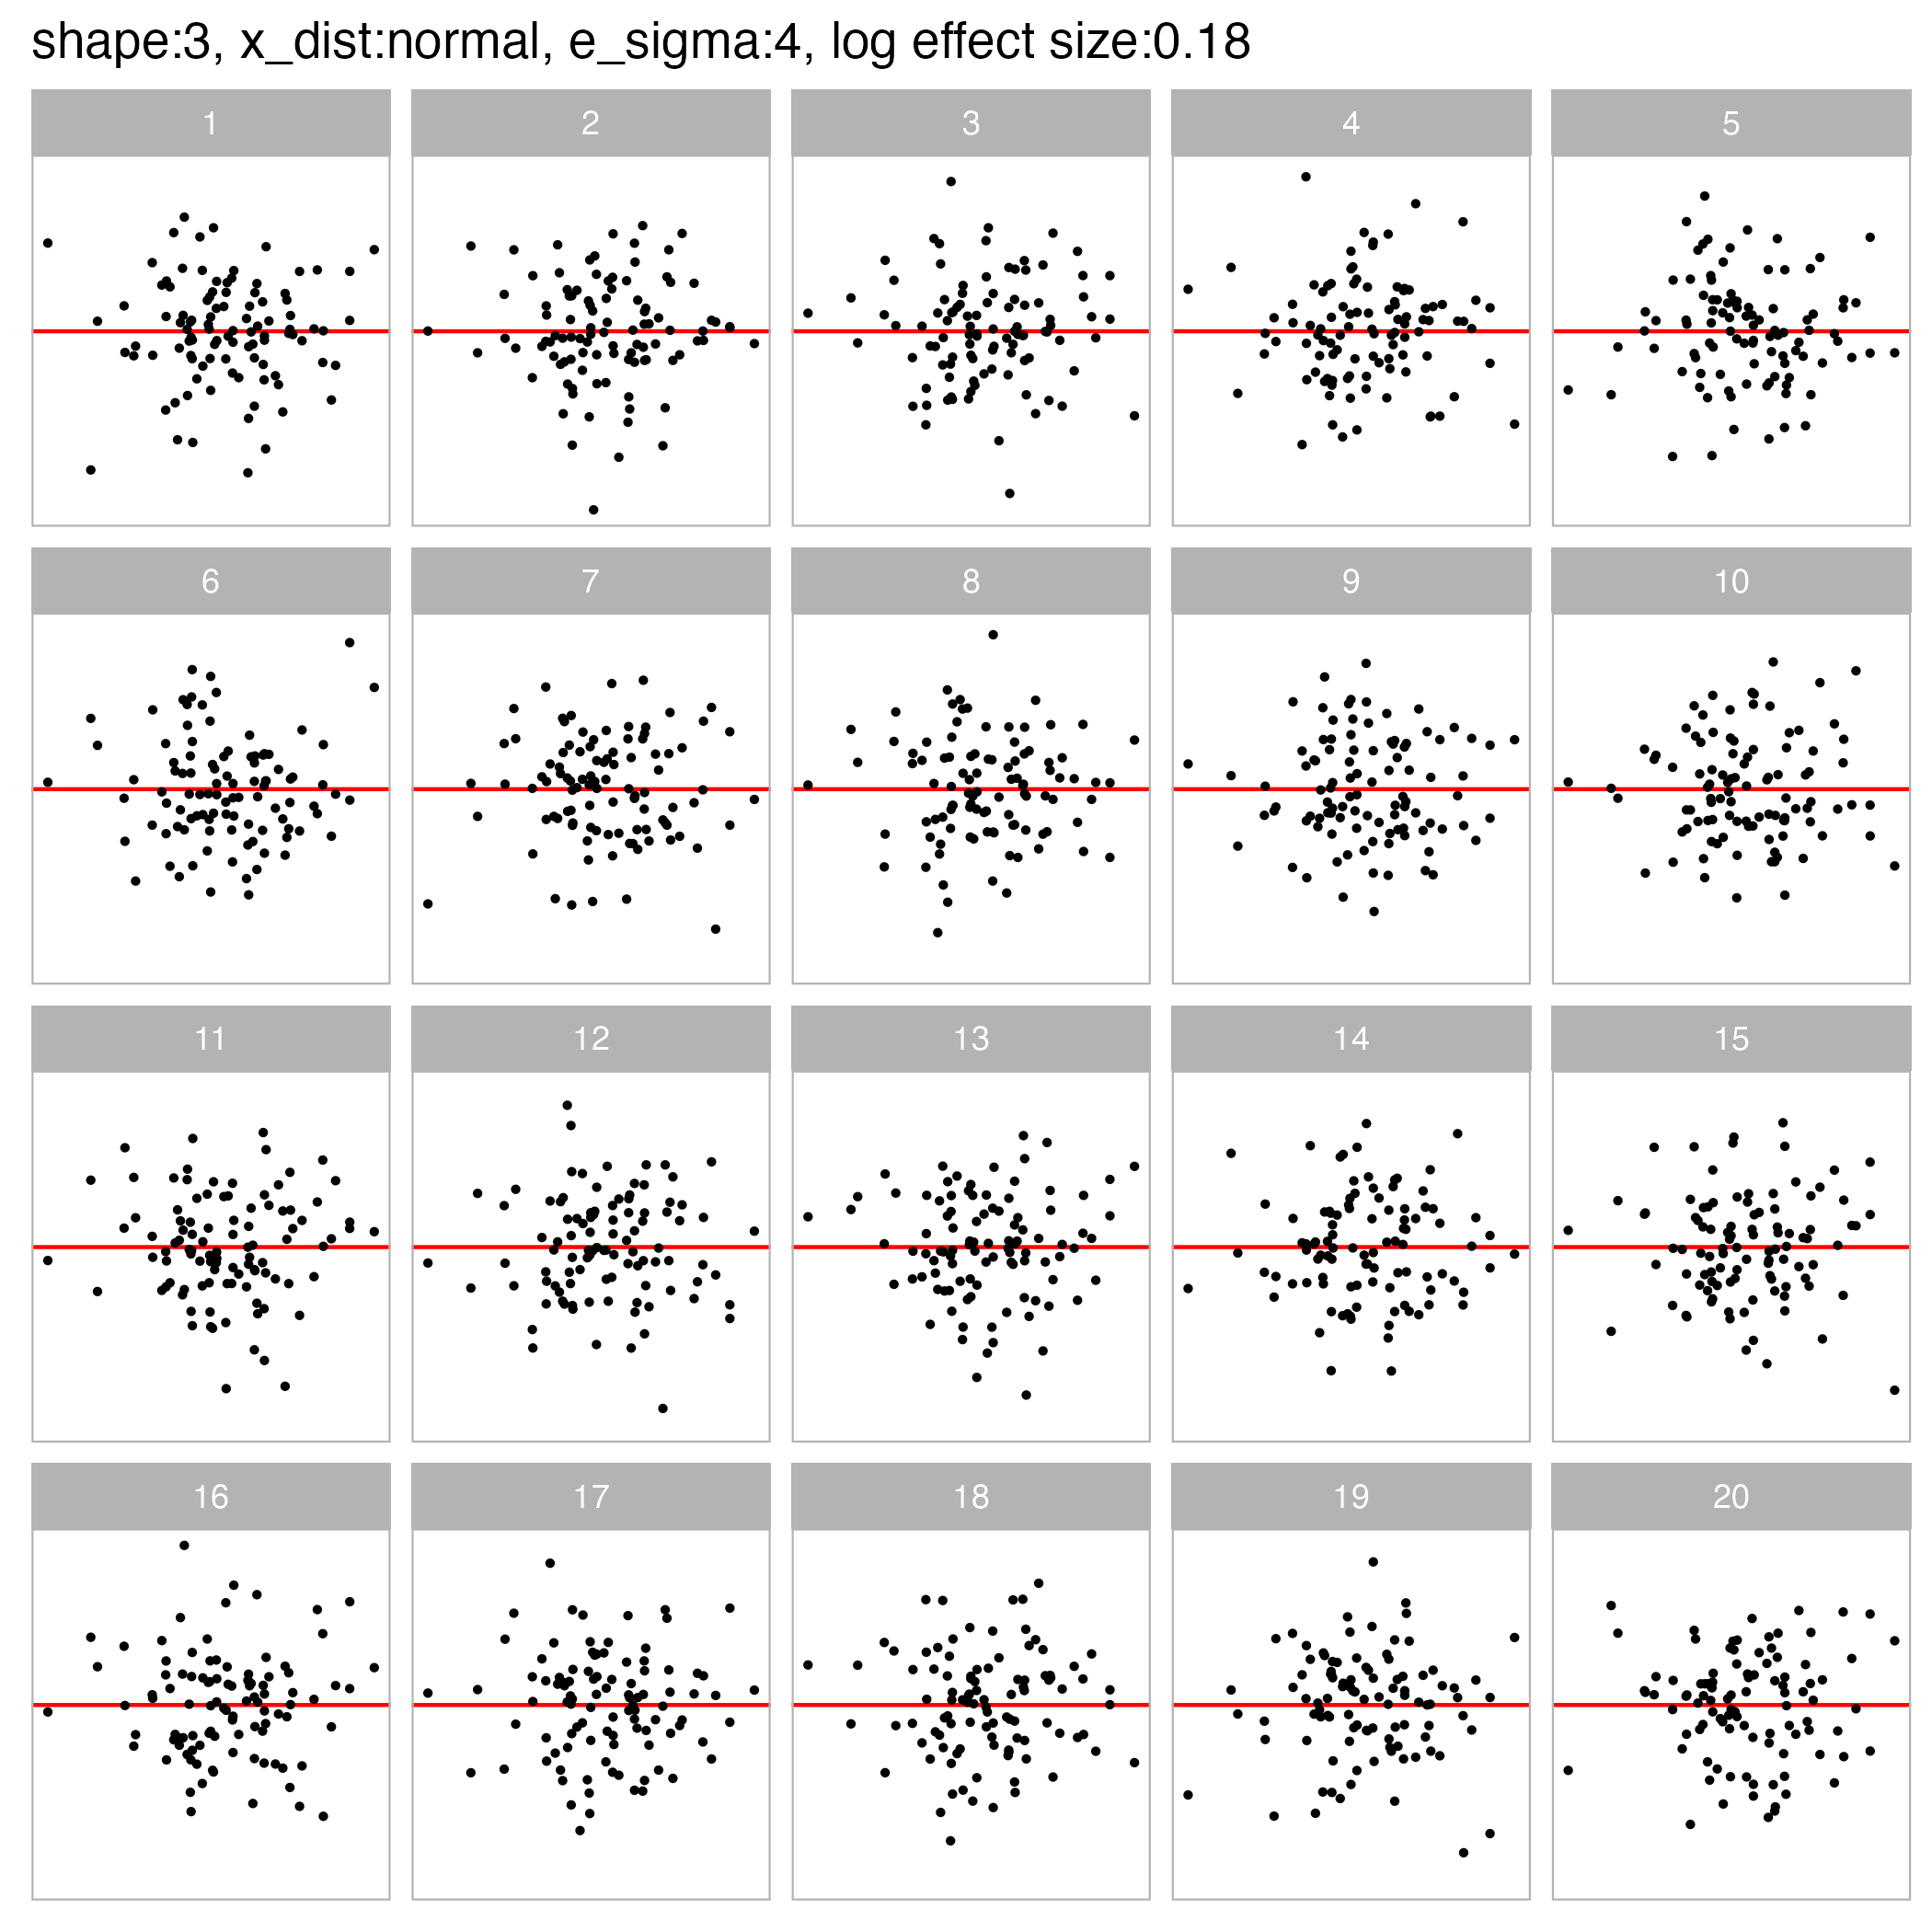 shape:3, x_dist:normal, e_sigma:4, log effect size:0.18
1 2 3 4 5
6 7 8 9 10
11 12 13 14 15
16 17 18 19 20